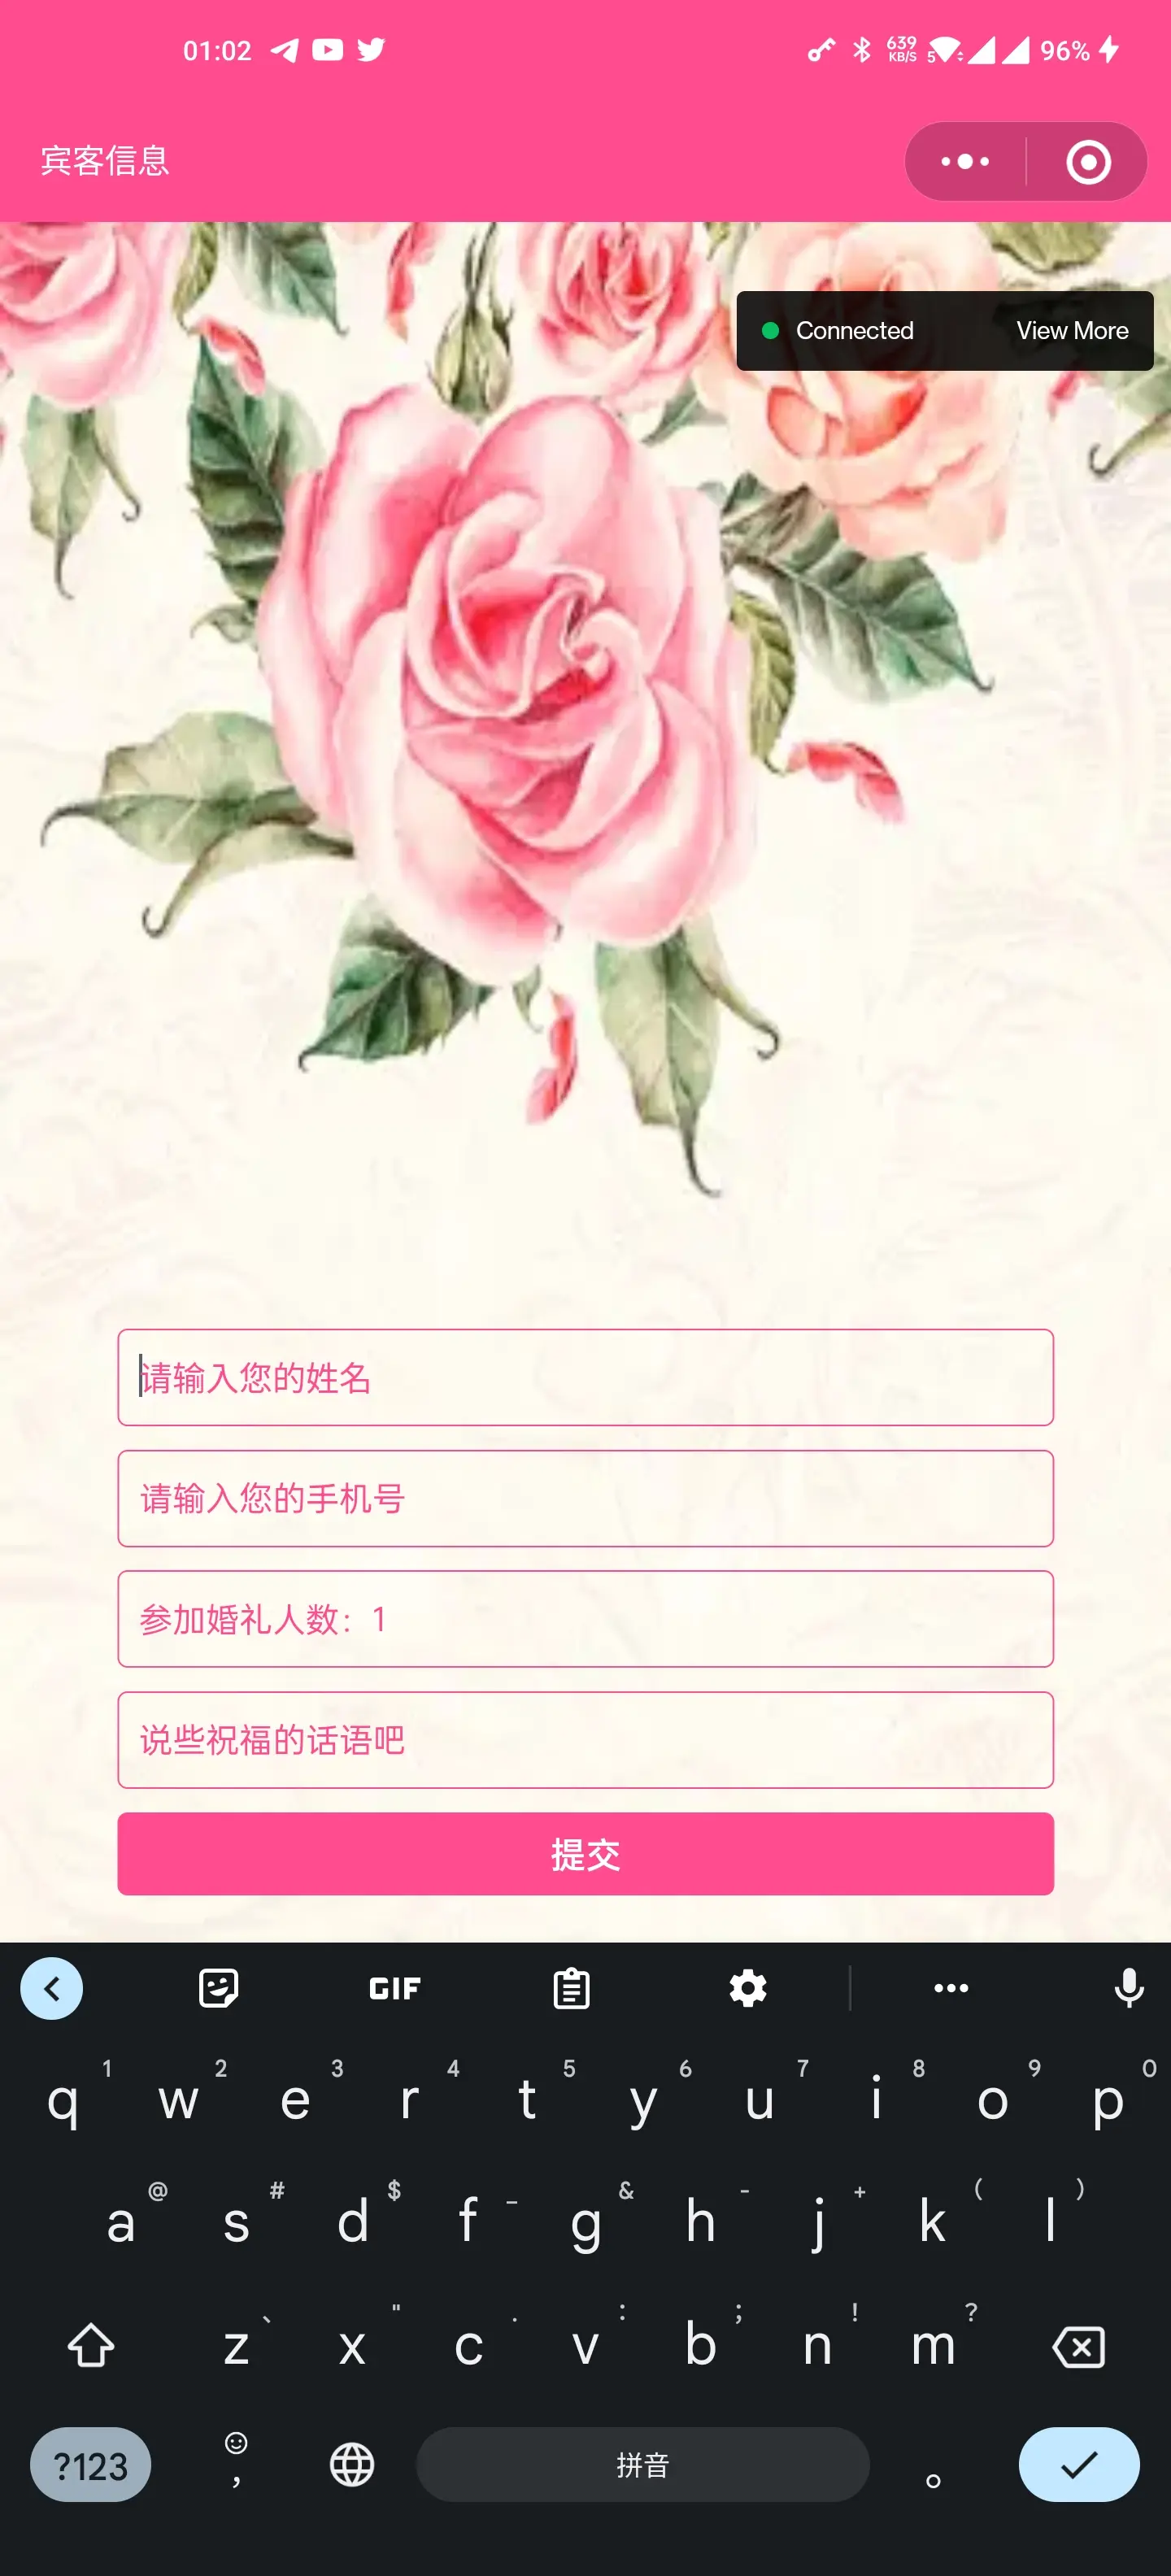 01:02 639 KB/S 5 96%
宾客信息
Connected View More
请输入您的姓名
请输入您的手机号
参加婚礼人数：1
说些祝福的话语吧
提交
GIF
1 2 3 4 5 6 7 8 9 0
q w e r t y u i o p
@ # $ _ & - + ( )
a s d f g h j k l
、 " . : ; ! ?
z x c v b n m
?123 , 拼音 。